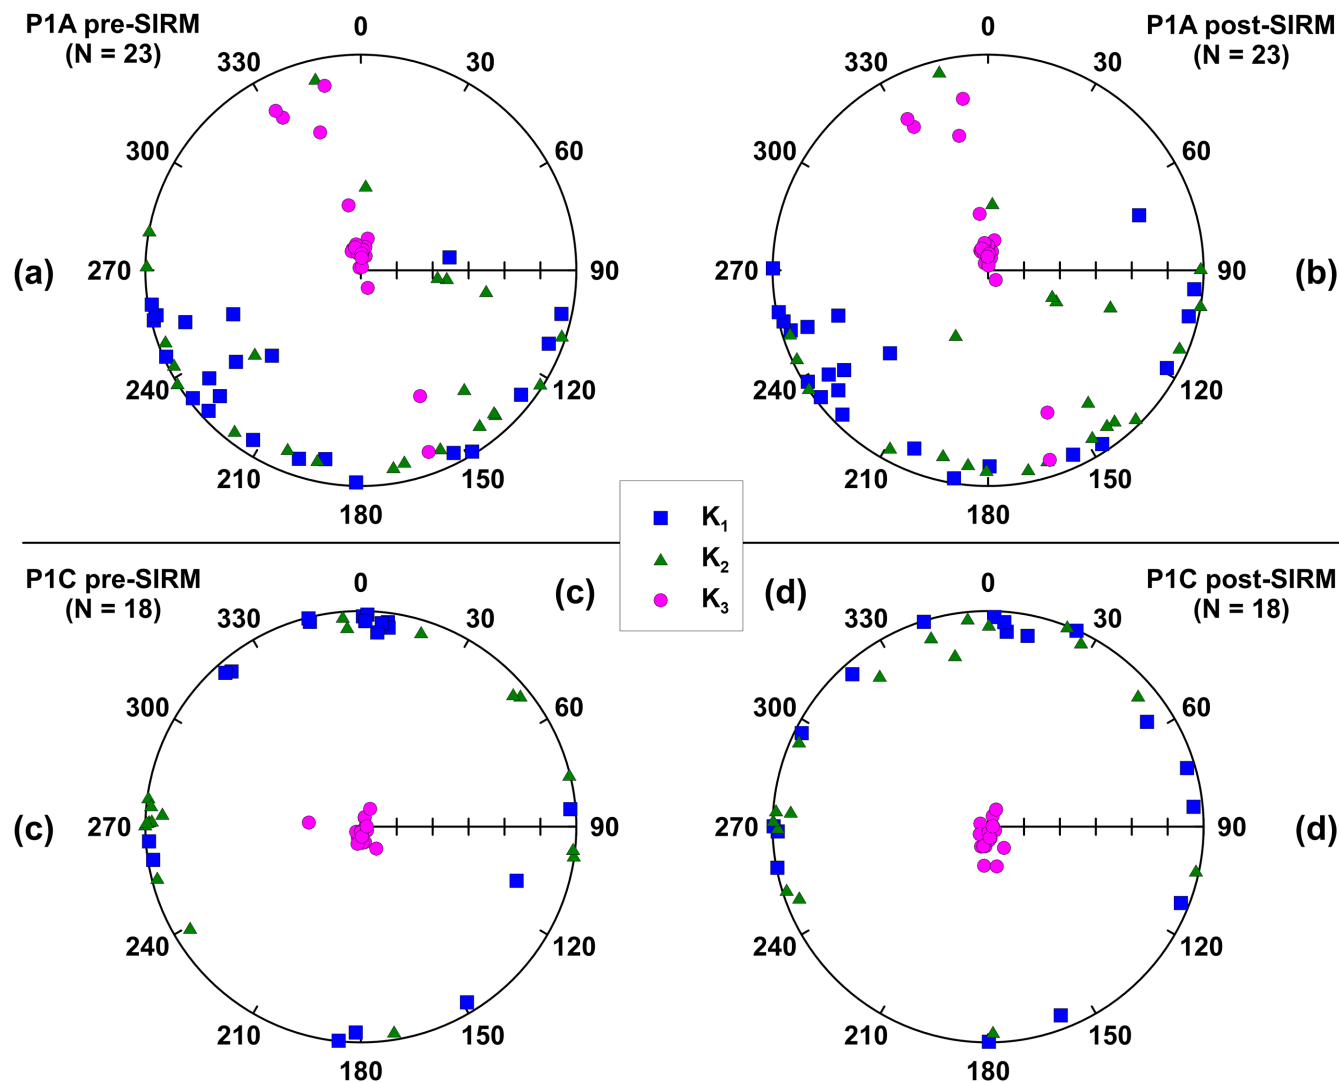 P1A pre-SIRM
(N = 23)
0
30
60
90
120
150
180
210
240
270
300
330
(a)
P1A post-SIRM
(N = 23)
0
30
60
90
120
150
180
210
240
270
300
330
(b)
K1
K2
K3
P1C pre-SIRM
(N = 18)
(c)
0
30
60
90
120
150
180
210
240
270
300
330
(c)
P1C post-SIRM
(N = 18)
(d)
0
30
60
90
120
150
180
210
240
270
300
330
(d)